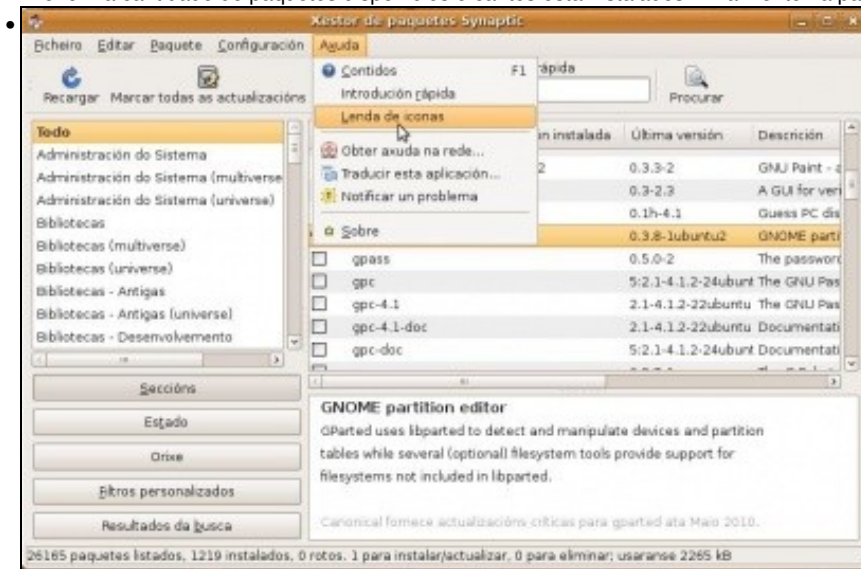 Xestor de paquetes Synaptic
Ficheiro Editar Paquete Configuración Axuda
Recargar Marcar todas as actualizacións
rápida
Procurar
Contidos F1
Introdución rápida
Lenda de iconas
Obter axuda na rede...
Traducir esta aplicación...
Notificar un problema
Sobre
Todo
Administración do Sistema
Administración do Sistema (multiverse
Administración do Sistema (universe)
Bibliotecas
Bibliotecas (multiverse)
Bibliotecas (universe)
Bibliotecas - Antigas
Bibliotecas - Antigas (universe)
Bibliotecas - Desenvolvemento
Seccións
Estado
Orixe
Filtros personalizados
Resultados da busca
n instalada Última versión Descrición
2 0.3.3-2 GNU Paint - a
0.3-2.3 A GUI for veri
0.1h-4.1 Guess PC dis
0.3.8-1ubuntu2 GNOME parti
gpass 0.5.0-2 The password
gpc 5:2.1-4.1.2-24ubunt The GNU Pas
gpc-4.1 2.1-4.1.2-22ubuntu The GNU Pas
gpc-4.1-doc 2.1-4.1.2-22ubuntu Documentati
gpc-doc 5:2.1-4.1.2-24ubunt Documentati
GNOME partition editor
GParted uses libparted to detect and manipulate devices and partition
tables while several (optional) filesystem tools provide support for
filesystems not included in libparted.
Canonical fornece actualizacións críticas para gparted ata Maio 2010.
26165 paquetes listados, 1219 instalados, 0 rotos. 1 para instalar/actualizar, 0 para eliminar; usaranse 2265 kB